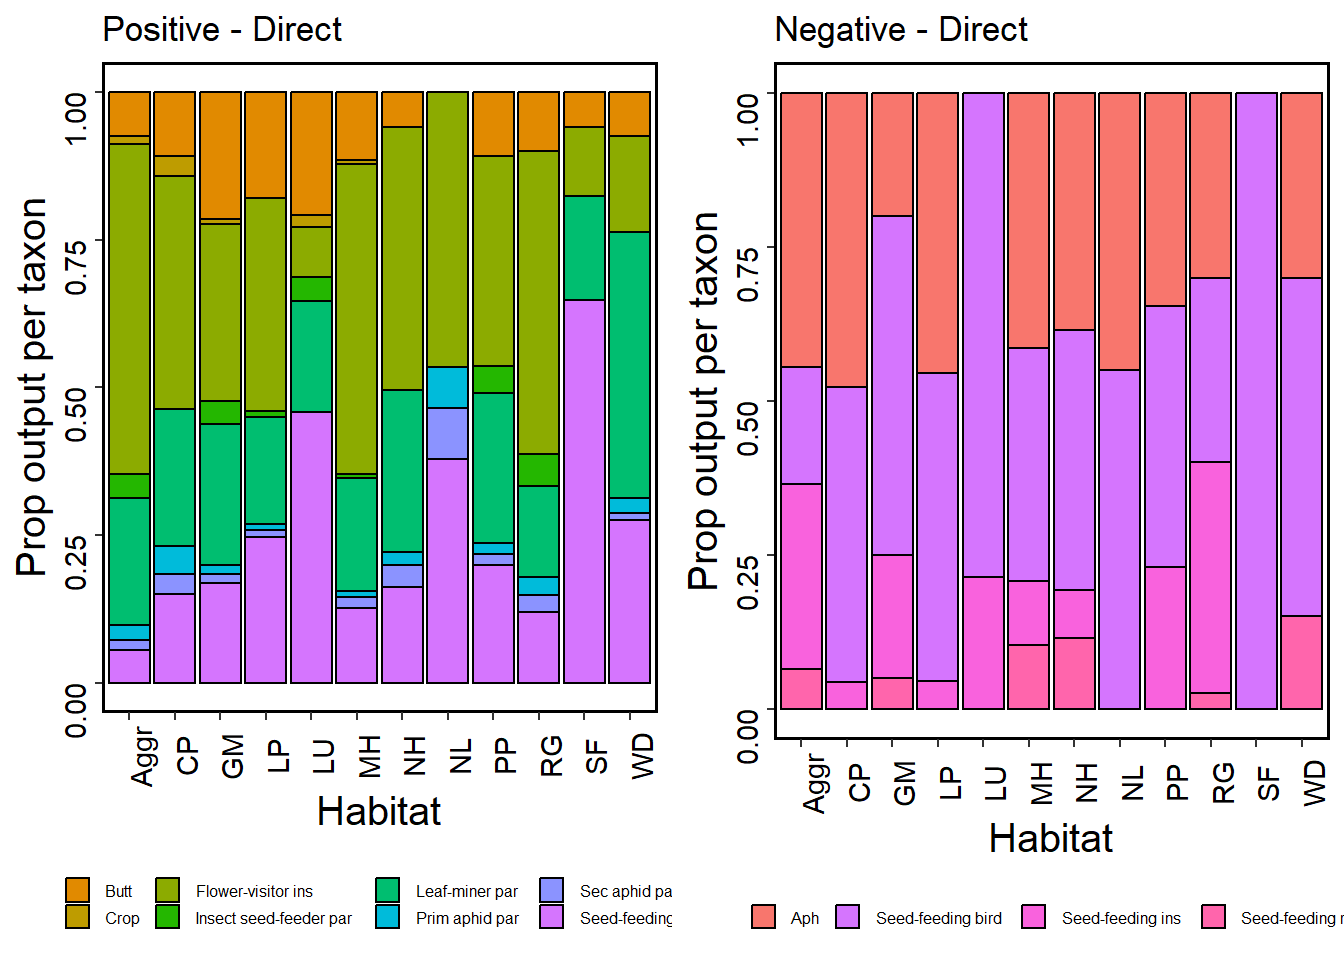 Positive - Direct
Prop output per taxon
1.00
0.75
0.50
0.25
0.00
Aggr CP GM LP LU MH NH NL PP RG SF WD
Habitat
Butt Flower-visitor ins Leaf-miner par Sec aphid pa
Crop Insect seed-feeder par Prim aphid par Seed-feeding
Negative - Direct
Prop output per taxon
1.00
0.75
0.50
0.25
0.00
Aggr CP GM LP LU MH NH NL PP RG SF WD
Habitat
Aph Seed-feeding bird Seed-feeding ins Seed-feeding